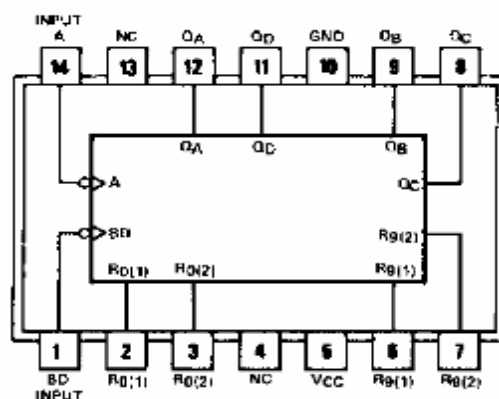 INPUT
A NC QA QD GND QB QC
14 13 12 11 10 9 8
QA QD QB
A QC
BD R9(2)
R0(1) R0(2) R9(1)
1 2 3 4 5 6 7
BD R0(1) R0(2) NC VCC R9(1) R9(2)
INPUT